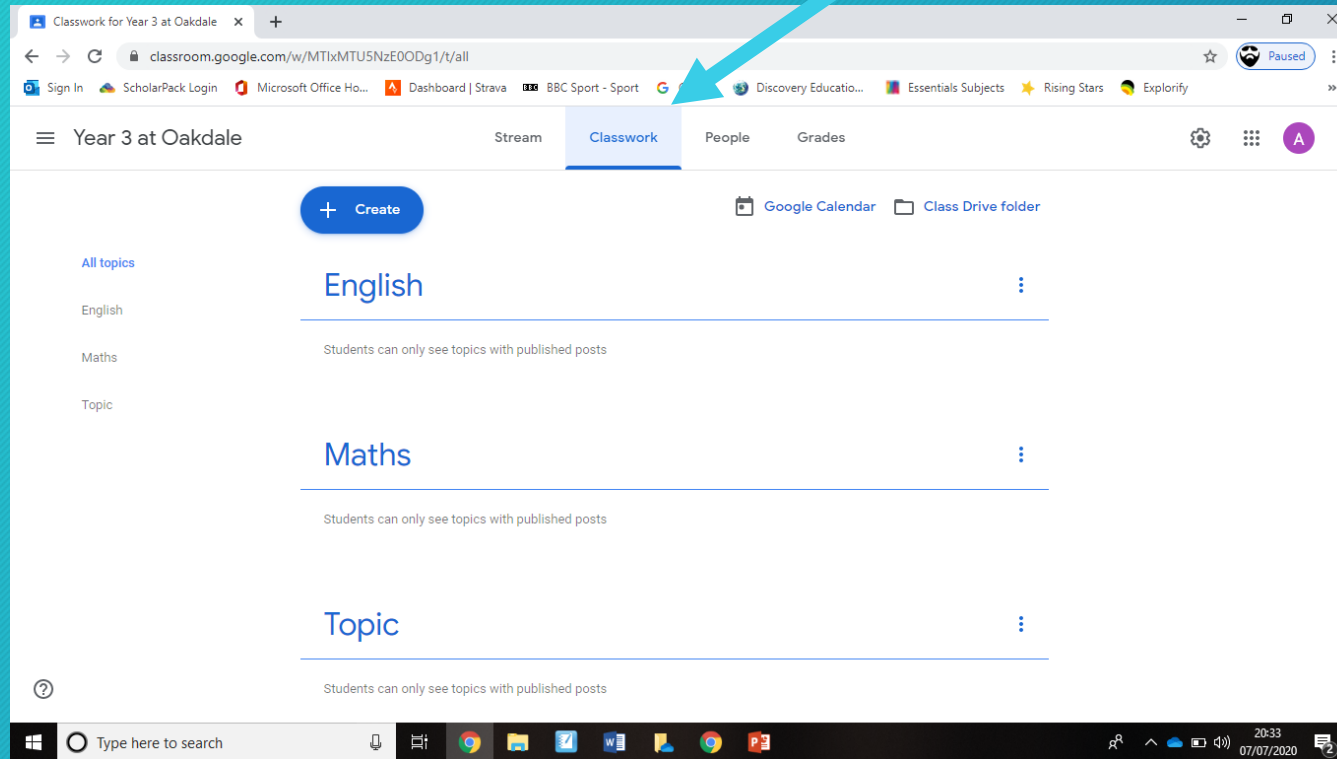 Classwork for Year 3 at Oakdale
classroom.google.com/w/MTIxMTU5NzE0ODg1/t/all
Paused
Sign In ScholarPack Login Microsoft Office Ho... Dashboard | Strava BBC BBC Sport - Sport Discovery Educatio... Essentials Subjects Rising Stars Explorify »
Year 3 at Oakdale Stream Classwork People Grades A
+ Create Google Calendar Class Drive folder
All topics
English
Maths
Topic
English
Students can only see topics with published posts
Maths
Students can only see topics with published posts
Topic
Students can only see topics with published posts
Type here to search
20:33
07/07/2020
2